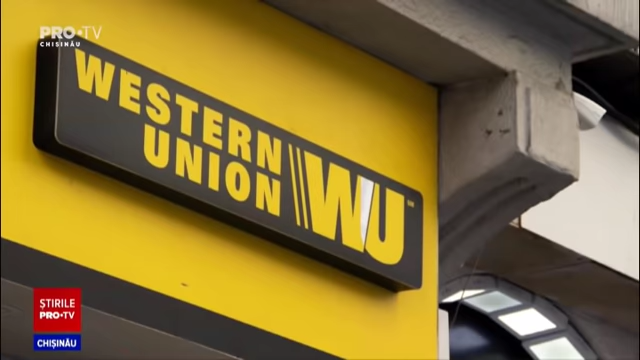 PRO•TV
CHIȘINĂU
WESTERN
UNION
WU
ȘTIRILE
PRO•TV
CHIȘINĂU